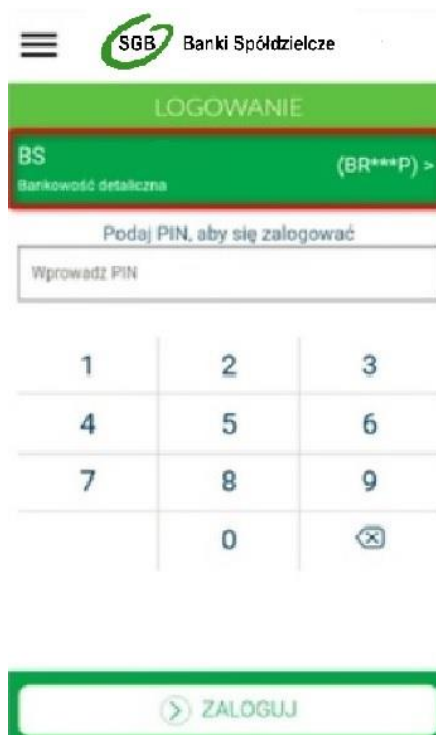 SGB Banki Spółdzielcze
LOGOWANIE
BS (BR***P) >
Bankowość detaliczna
Podaj PIN, aby się zalogować
Wprowadź PIN
1 2 3
4 5 6
7 8 9
0
ZALOGUJ